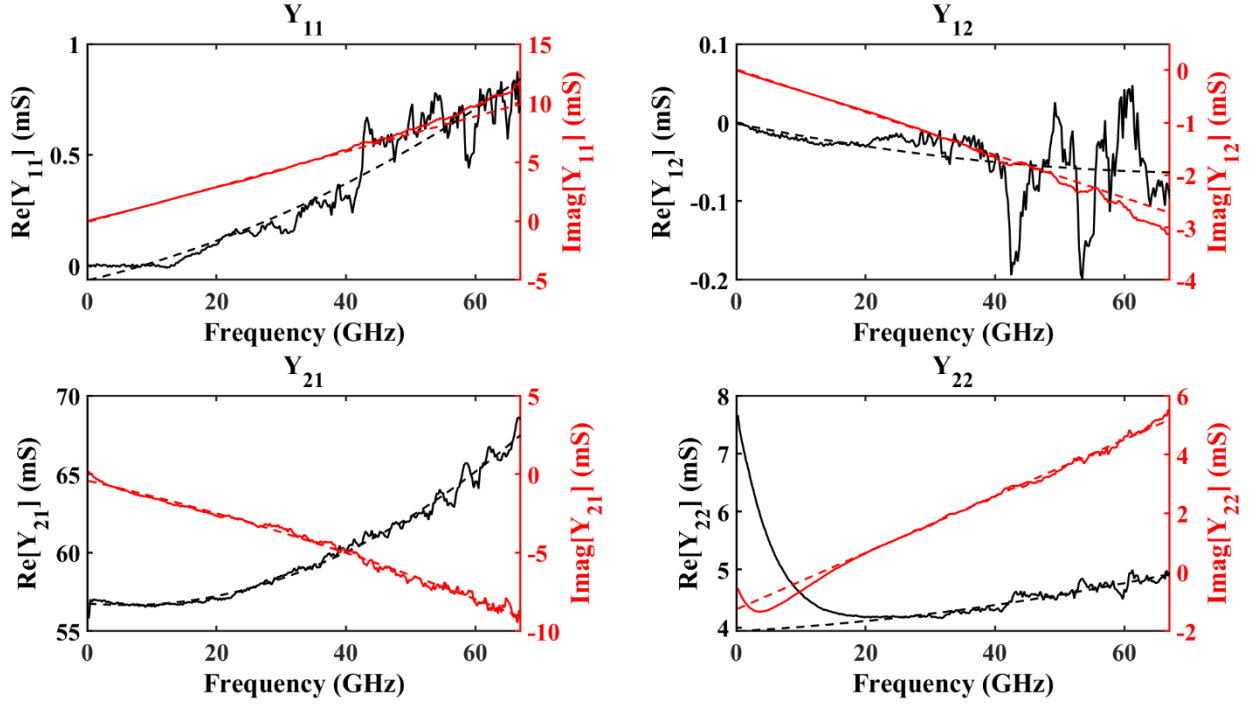 Y11
Re[Y11] (mS)
1
0.5
0
15
10
5
0
-5
Imag[Y11] (mS)
0 20 40 60
Frequency (GHz)
Y12
Re[Y12] (mS)
0.1
0
-0.1
-0.2
0
-1
-2
-3
-4
Imag[Y12] (mS)
0 20 40 60
Frequency (GHz)
Y21
Re[Y21] (mS)
70
65
60
55
5
0
-5
-10
Imag[Y21] (mS)
0 20 40 60
Frequency (GHz)
Y22
Re[Y22] (mS)
8
7
6
5
4
6
4
2
0
-2
Imag[Y22] (mS)
0 20 40 60
Frequency (GHz)